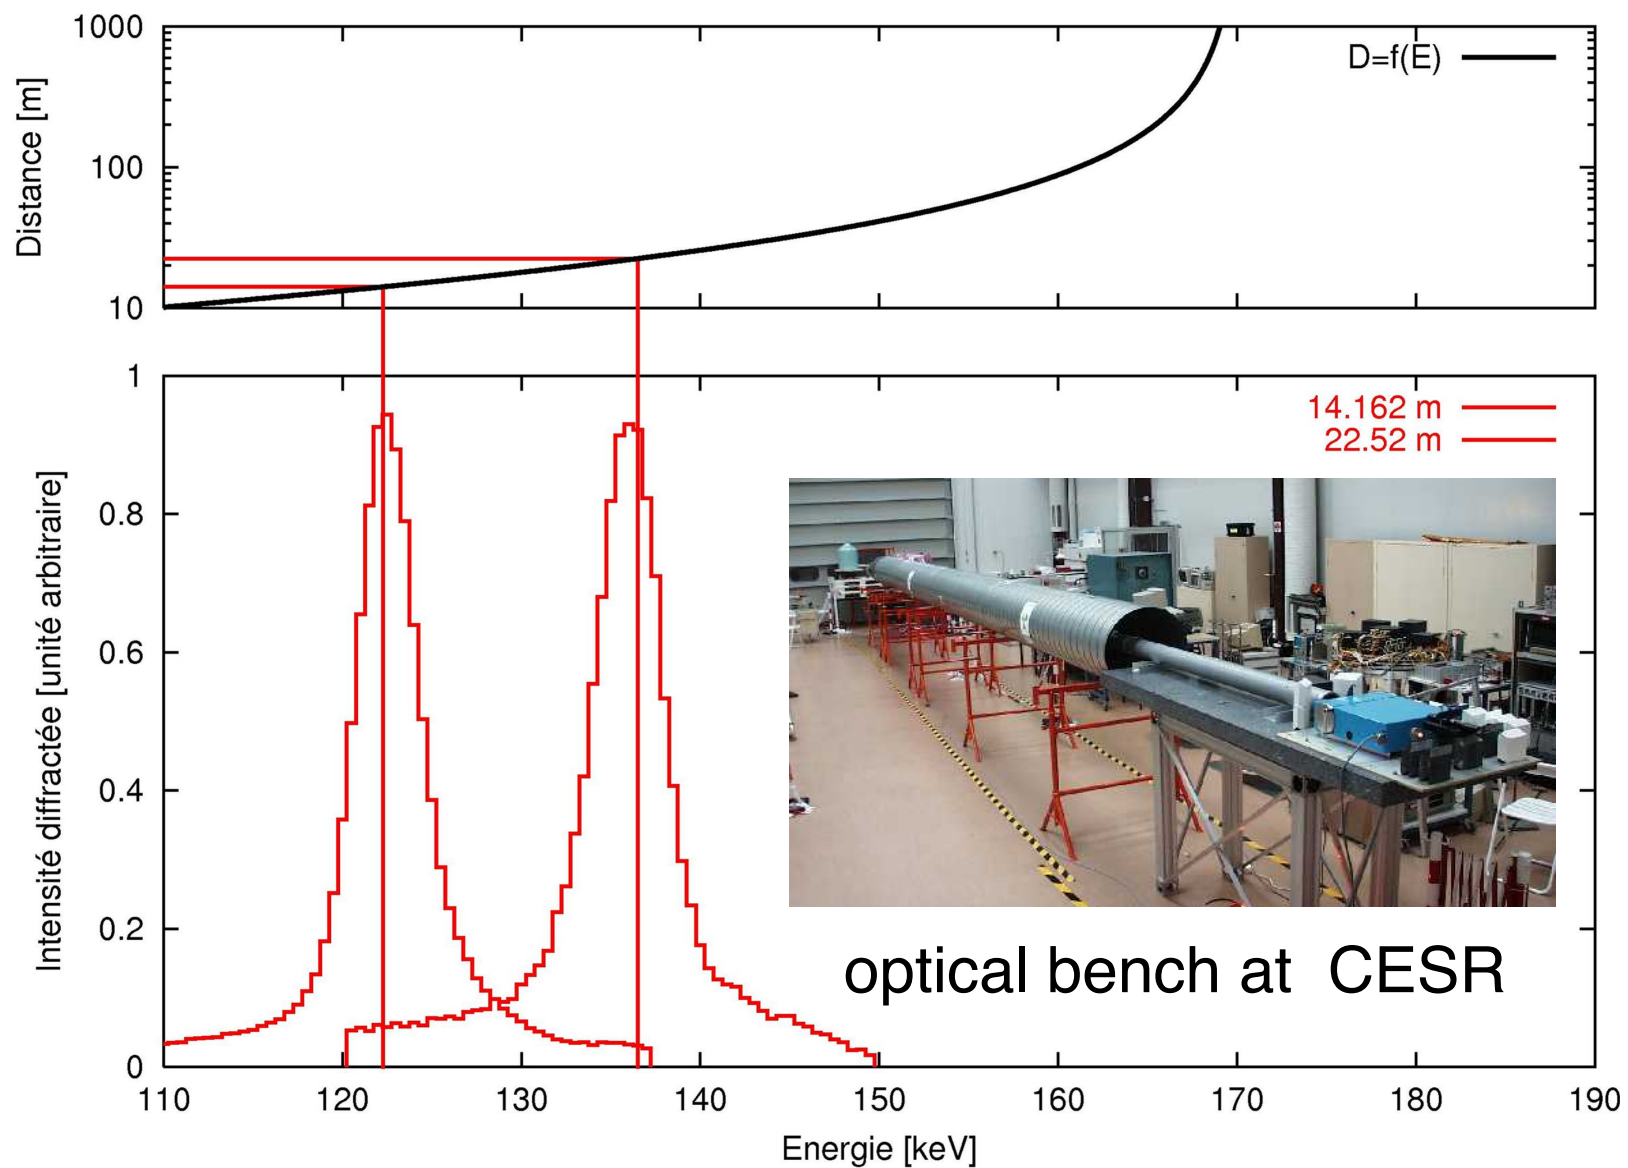 1000
100
10
Distance [m]
D=f(E)
1
0.8
0.6
0.4
0.2
0
Intensité diffractée [unité arbitraire]
14.162 m
22.52 m
optical bench at CESR
110 120 130 140 150 160 170 180 190
Energie [keV]